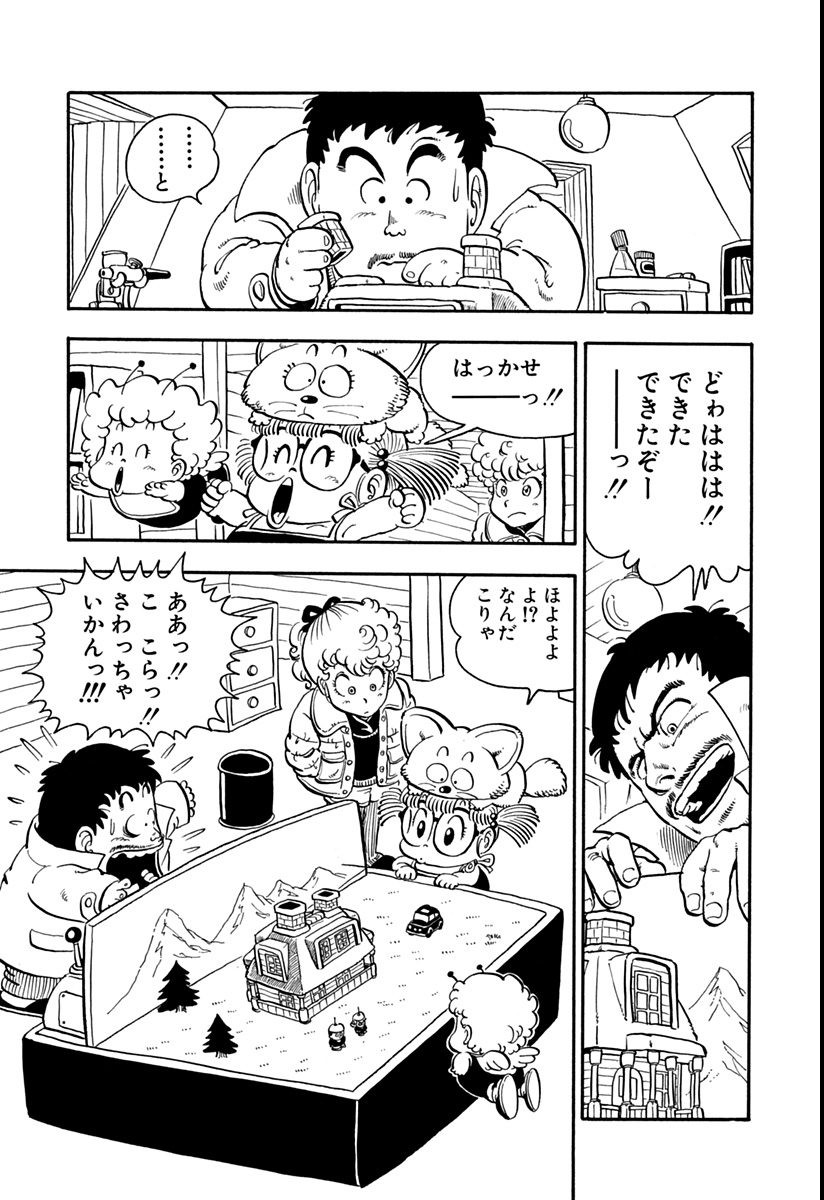 ‥‥‥
‥‥‥と
どゎははは!!
できた
できたぞー
――っ!!
はっかせ
―――っ!!
ほよよよ
よ!?
なんだ
こりゃ
ああっ!!
こ こらっ!!
さわっちゃ
いかんっ!!!